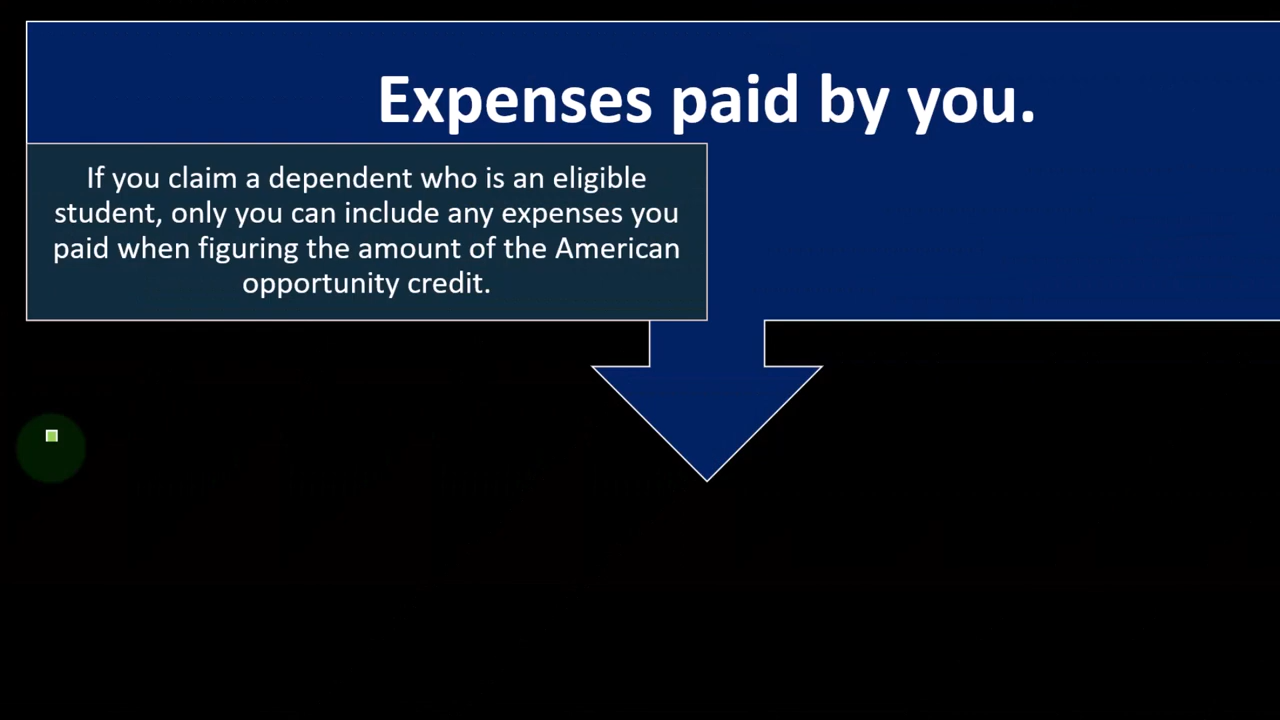 Expenses paid by you.
If you claim a dependent who is an eligible
student, only you can include any expenses you
paid when figuring the amount of the American
opportunity credit.